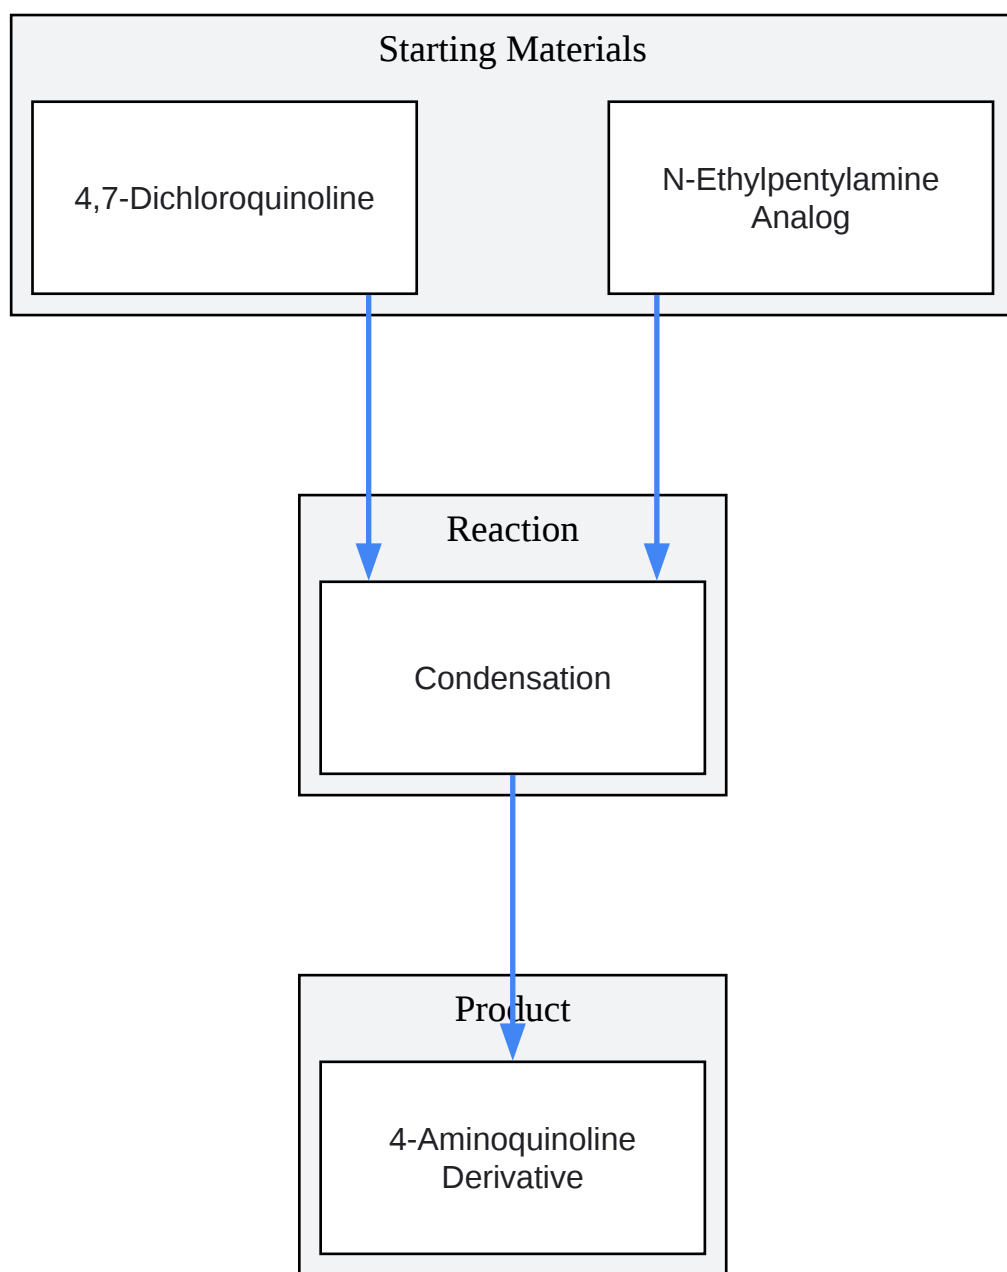 Starting Materials
4,7-Dichloroquinoline
N-Ethylpentylamine
Analog
Reaction
Condensation
Product
4-Aminoquinoline
Derivative